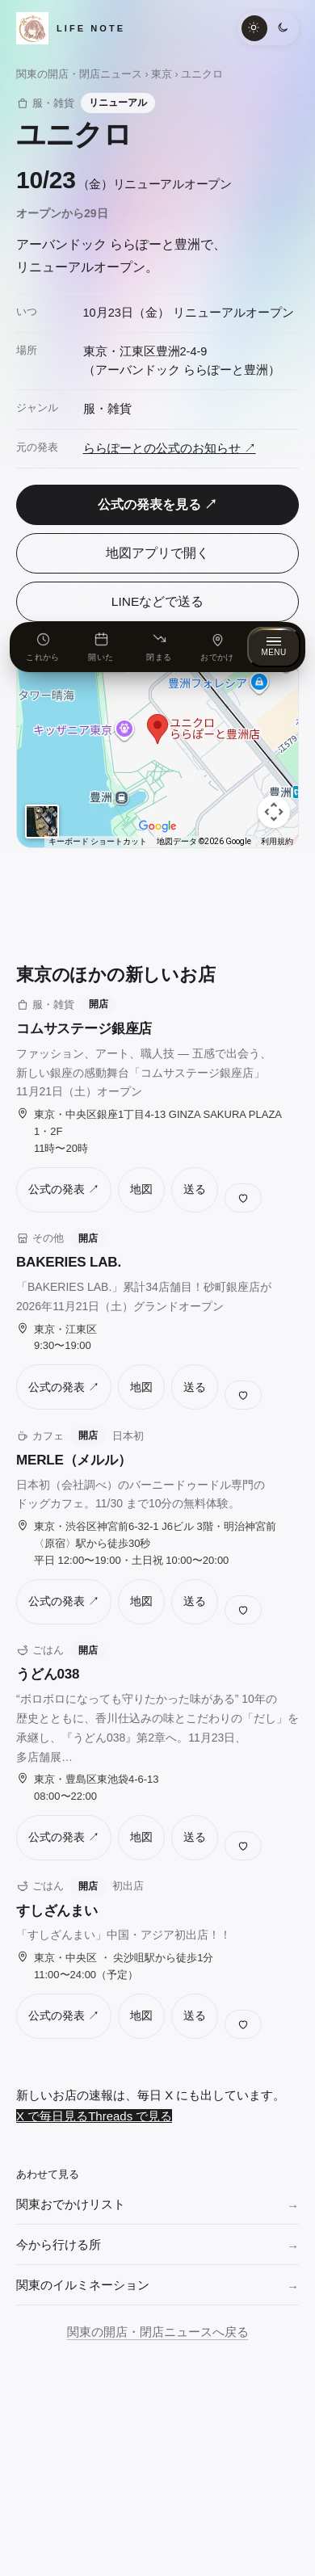 LIFE NOTE
関東の開店・閉店ニュース › 東京 › ユニクロ
服・雑貨 リニューアル
ユニクロ
10/23（金）リニューアルオープン
オープンから29日
アーバンドック ららぽーと豊洲で、
リニューアルオープン。
いつ 10月23日（金） リニューアルオープン
場所 東京・江東区豊洲2-4-9
（アーバンドック ららぽーと豊洲）
ジャンル 服・雑貨
元の発表 ららぽーとの公式のお知らせ ↗
公式の発表を見る ↗
地図アプリで開く
LINEなどで送る
これから 開いた 閉まる おでかけ MENU
タワー晴海
豊洲フォレシア
キッザニア東京
ユニクロ
ららぽーと豊洲店
豊洲
豊洲
Google
キーボード ショートカット 地図データ ©2026 Google 利用規約
東京のほかの新しいお店
服・雑貨 開店
コムサステージ銀座店
ファッション、アート、職人技 — 五感で出会う、
新しい銀座の感動舞台「コムサステージ銀座店」
11月21日（土）オープン
東京・中央区銀座1丁目4-13 GINZA SAKURA PLAZA
1・2F
11時〜20時
公式の発表 ↗ 地図 送る
その他 開店
BAKERIES LAB.
「BAKERIES LAB.」累計34店舗目！砂町銀座店が
2026年11月21日（土）グランドオープン
東京・江東区
9:30〜19:00
公式の発表 ↗ 地図 送る
カフェ 開店 日本初
MERLE（メルル）
日本初（会社調べ）のバーニードゥードル専門の
ドッグカフェ。11/30 まで10分の無料体験。
東京・渋谷区神宮前6-32-1 J6ビル 3階・明治神宮前
〈原宿〉駅から徒歩30秒
平日 12:00〜19:00・土日祝 10:00〜20:00
公式の発表 ↗ 地図 送る
ごはん 開店
うどん038
“ボロボロになっても守りたかった味がある” 10年の
歴史とともに、香川仕込みの味とこだわりの「だし」を
承継し、『うどん038』第2章へ。11月23日、
多店舗展…
東京・豊島区東池袋4-6-13
08:00〜22:00
公式の発表 ↗ 地図 送る
ごはん 開店 初出店
すしざんまい
「すしざんまい」中国・アジア初出店！！
東京・中央区 ・ 尖沙咀駅から徒歩1分
11:00〜24:00（予定）
公式の発表 ↗ 地図 送る
新しいお店の速報は、毎日 X にも出しています。
X で毎日見るThreads で見る
あわせて見る
関東おでかけリスト →
今から行ける所 →
関東のイルミネーション →
関東の開店・閉店ニュースへ戻る